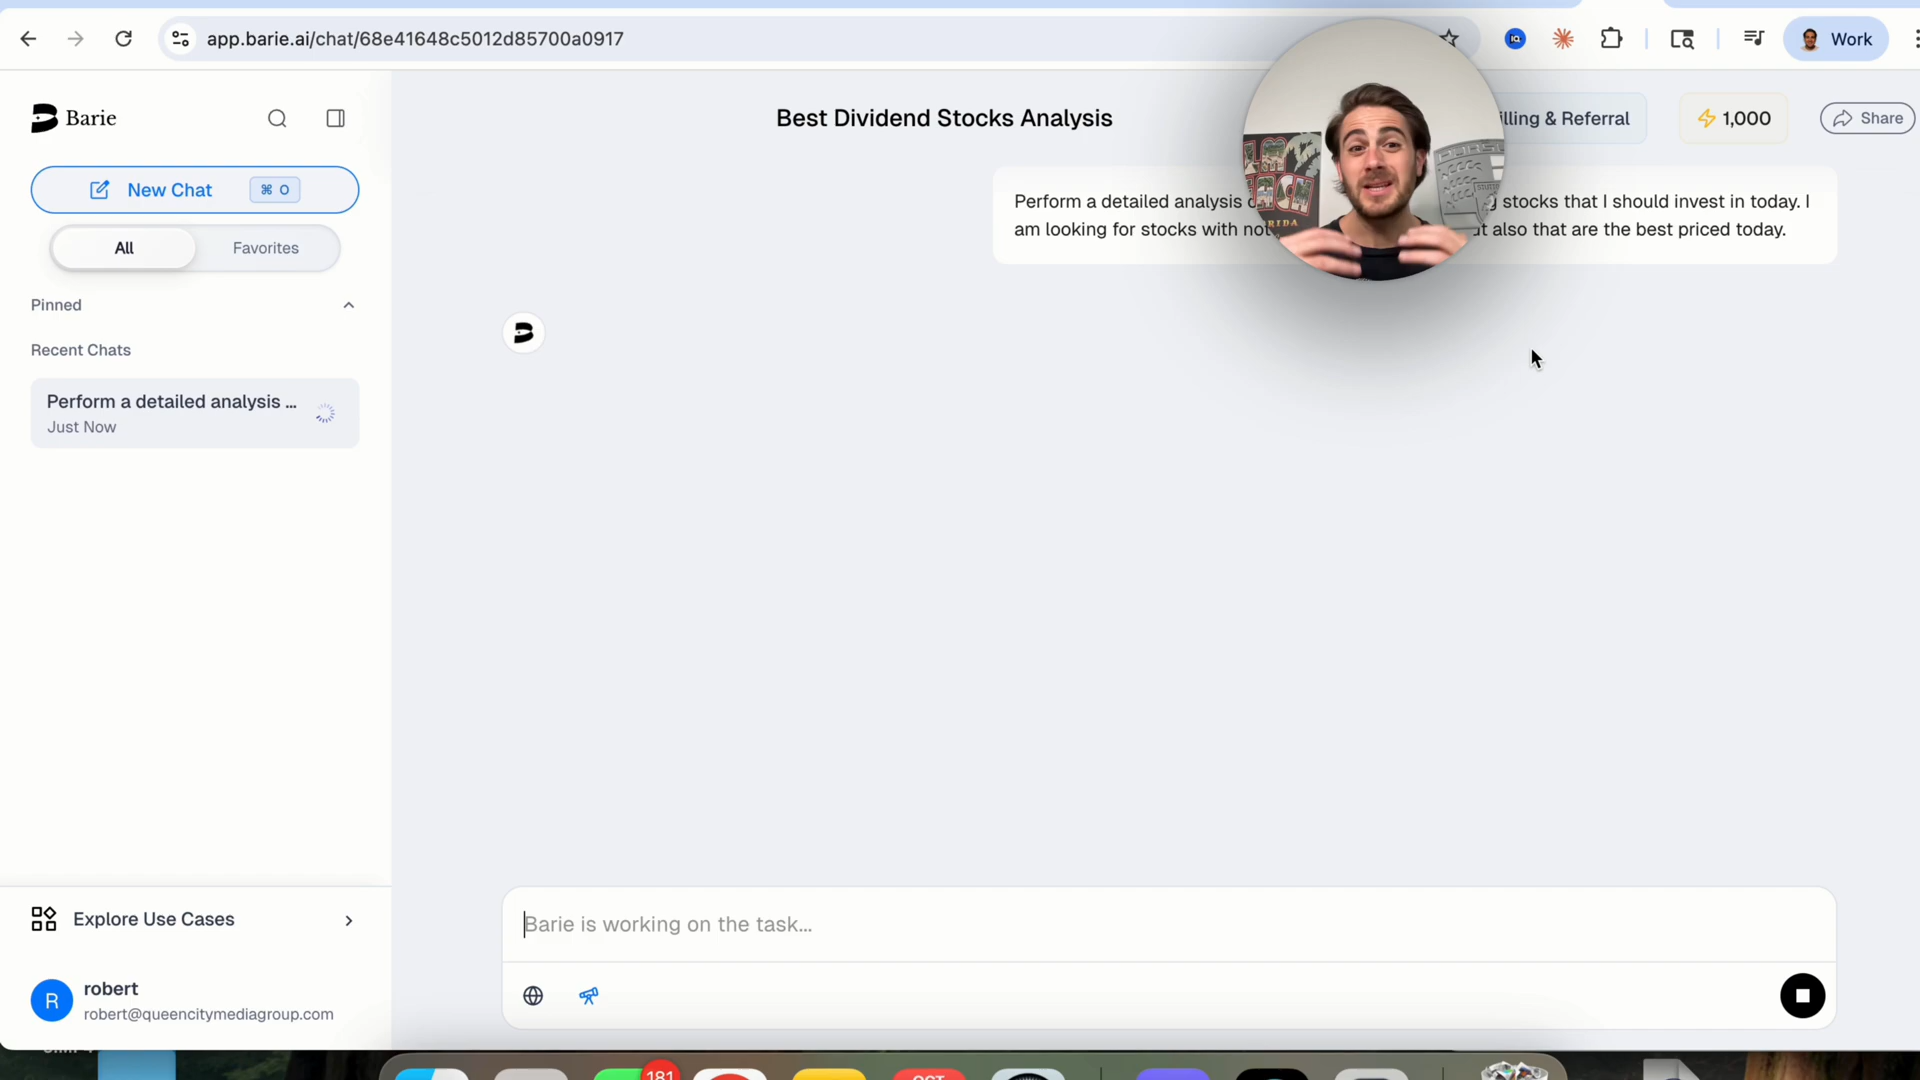 app.barie.ai/chat/68e41648c5012d85700a0917
Work
Barie
New Chat
⌘ O
All
Favorites
Pinned
Recent Chats
Perform a detailed analysis ...
Just Now
Best Dividend Stocks Analysis
& Referral
1,000
Share
Perform a detailed analysis stocks that I should invest in today. I
am looking for stocks with not also that are the best priced today.
Barie is working on the task...
Explore Use Cases
R
robert
robert@queencitymediagroup.com
181
OCT